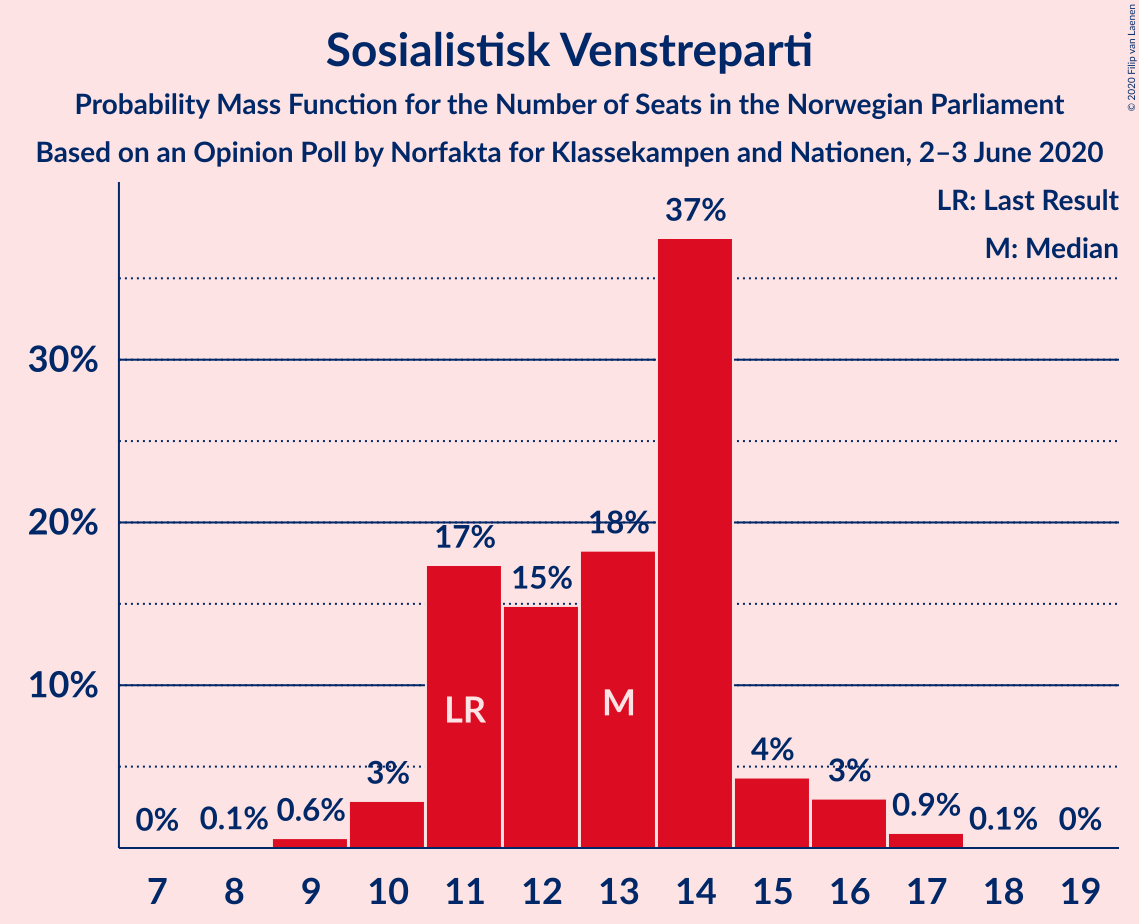 © 2020 Filip van Laenen
Sosialistisk Venstreparti
Probability Mass Function for the Number of Seats in the Norwegian Parliament
Based on an Opinion Poll by Norfakta for Klassekampen and Nationen, 2–3 June 2020
LR: Last Result
M: Median
37%
30%
20%
18%
17%
15%
10%
LR
M
4%
3%
3%
0.9%
0.6%
0%
0.1%
0.1%
0%
7 8 9 10 11 12 13 14 15 16 17 18 19